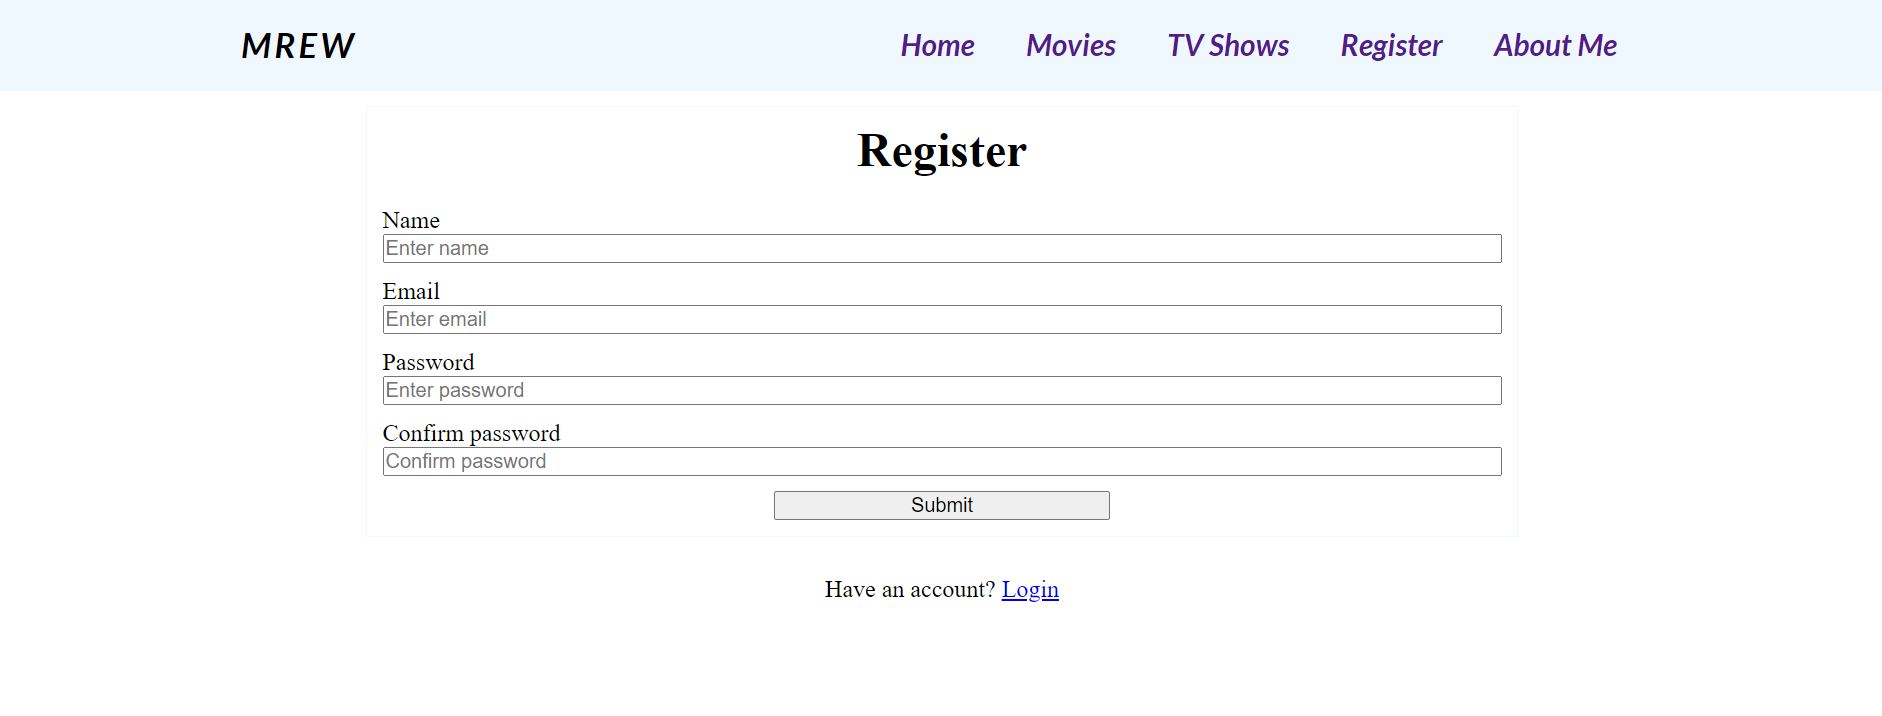 MREW Home Movies TV Shows Register About Me
Register
Name
Enter name
Email
Enter email
Password
Enter password
Confirm password
Confirm password
Submit
Have an account? Login